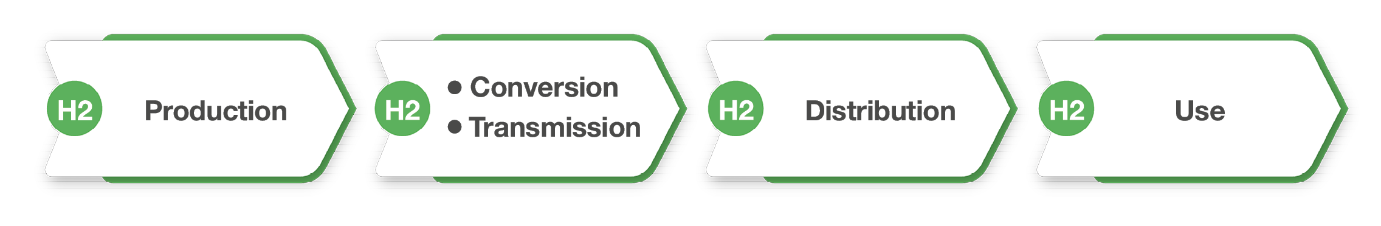 H2
Production
H2
• Conversion
• Transmission
H2
Distribution
H2
Use